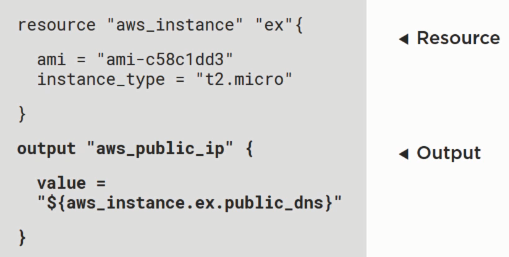 resource "aws_instance" "ex"{
◄ Resource
ami = "ami-c58c1dd3"
instance_type = "t2.micro"
}
output "aws_public_ip" {
◄ Output
value =
"${aws_instance.ex.public_dns}"
}